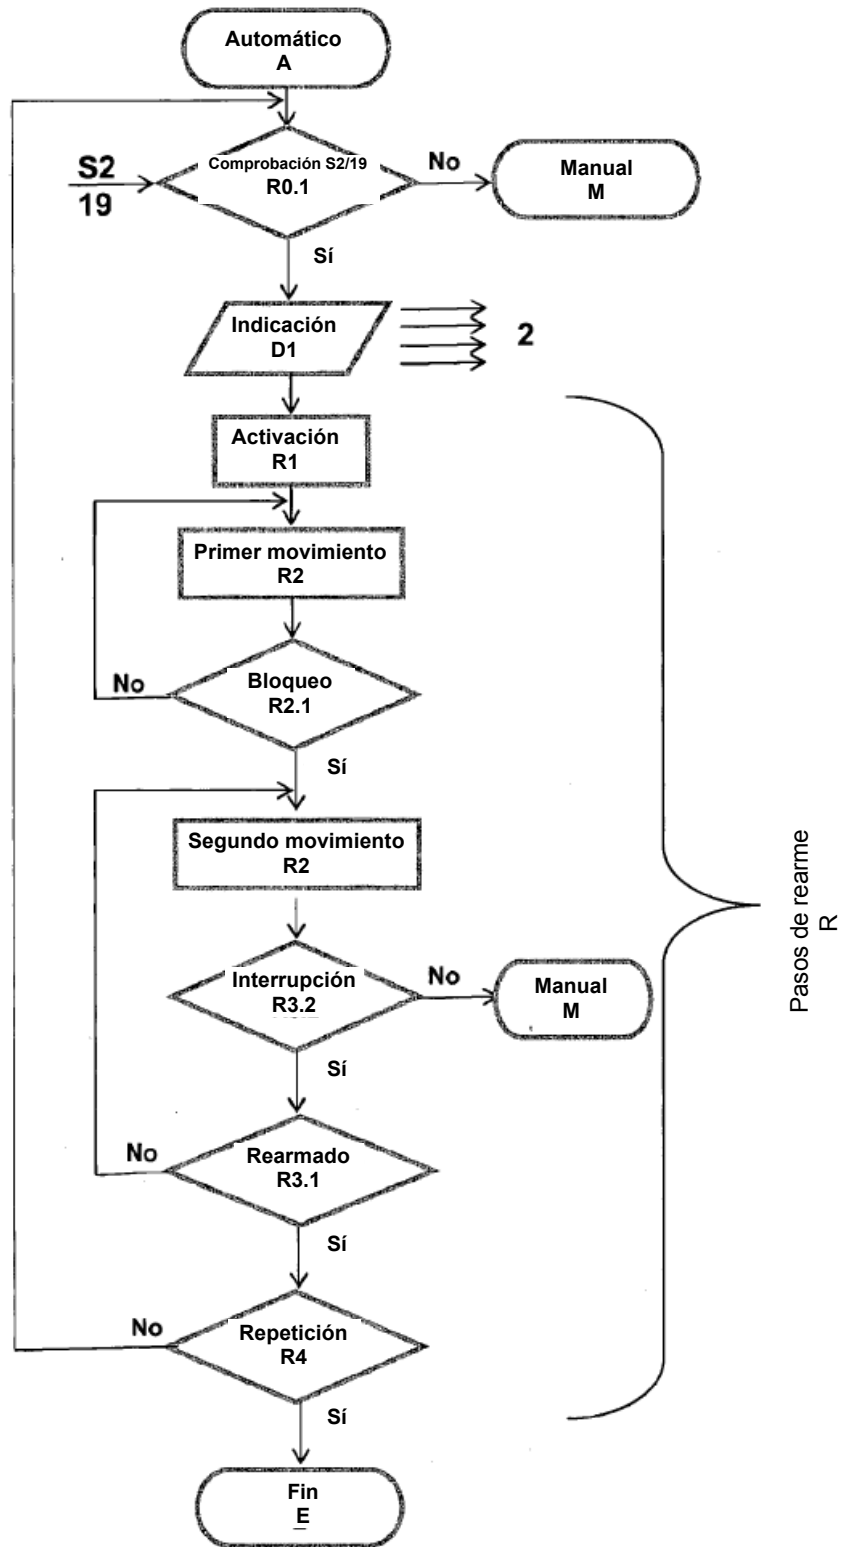 Automático
A
Comprobación S2/19
R0.1
No
Manual
M
S2
19
Sí
Indicación
D1
2
Activación
R1
Primer movimiento
R2
No
Bloqueo
R2.1
Sí
Segundo movimiento
R2
Interrupción
R3.2
No
Manual
M
Sí
No
Rearmado
R3.1
Sí
No
Repetición
R4
Sí
Fin
E
Pasos de rearme
R